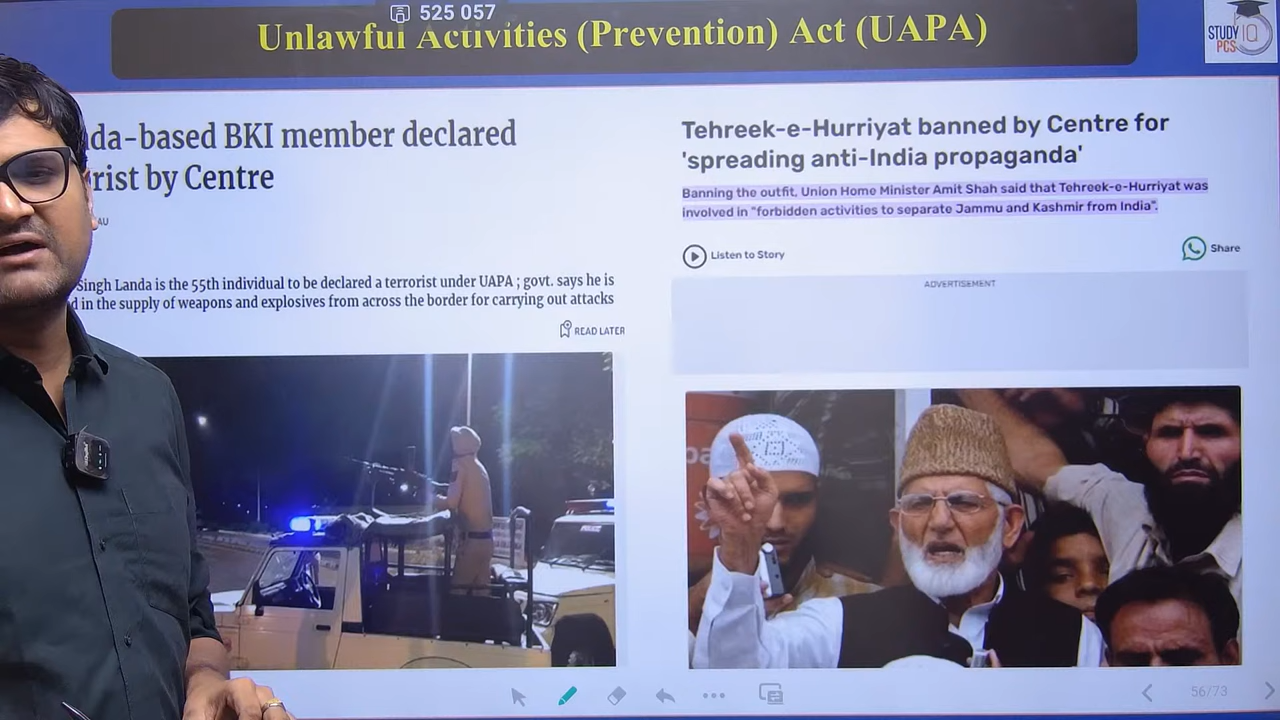 525 057
Unlawful Activities (Prevention) Act (UAPA)
STUDY IQ
PCS
da-based BKI member declared
rist by Centre
AU
Singh Landa is the 55th individual to be declared a terrorist under UAPA ; govt. says he is
d in the supply of weapons and explosives from across the border for carrying out attacks
READ LATER
Tehreek-e-Hurriyat banned by Centre for
'spreading anti-India propaganda'
Banning the outfit, Union Home Minister Amit Shah said that Tehreek-e-Hurriyat was
involved in "forbidden activities to separate Jammu and Kashmir from India".
Listen to Story
Share
ADVERTISEMENT
56/73